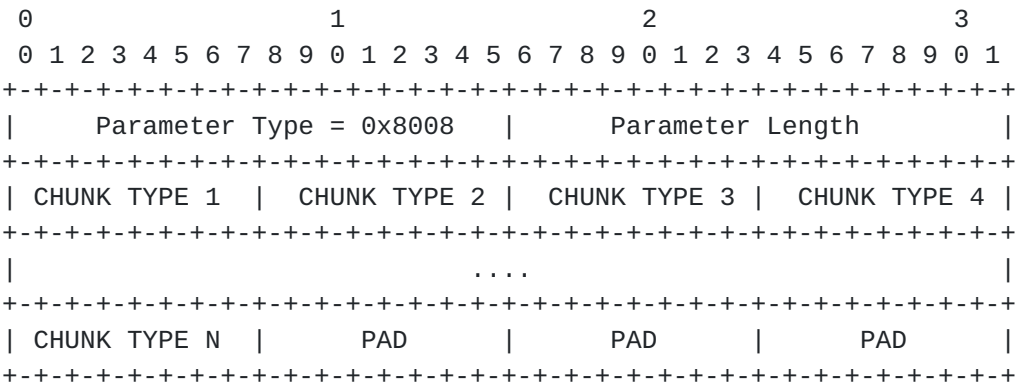 0                   1                   2                   3
 0 1 2 3 4 5 6 7 8 9 0 1 2 3 4 5 6 7 8 9 0 1 2 3 4 5 6 7 8 9 0 1
+-+-+-+-+-+-+-+-+-+-+-+-+-+-+-+-+-+-+-+-+-+-+-+-+-+-+-+-+-+-+-+-+
|     Parameter Type = 0x8008   |      Parameter Length         |
+-+-+-+-+-+-+-+-+-+-+-+-+-+-+-+-+-+-+-+-+-+-+-+-+-+-+-+-+-+-+-+-+
| CHUNK TYPE 1  |  CHUNK TYPE 2 |  CHUNK TYPE 3 |  CHUNK TYPE 4 |
+-+-+-+-+-+-+-+-+-+-+-+-+-+-+-+-+-+-+-+-+-+-+-+-+-+-+-+-+-+-+-+-+
|                             ....                              |
+-+-+-+-+-+-+-+-+-+-+-+-+-+-+-+-+-+-+-+-+-+-+-+-+-+-+-+-+-+-+-+-+
| CHUNK TYPE N  |      PAD      |      PAD      |      PAD      |
+-+-+-+-+-+-+-+-+-+-+-+-+-+-+-+-+-+-+-+-+-+-+-+-+-+-+-+-+-+-+-+-+